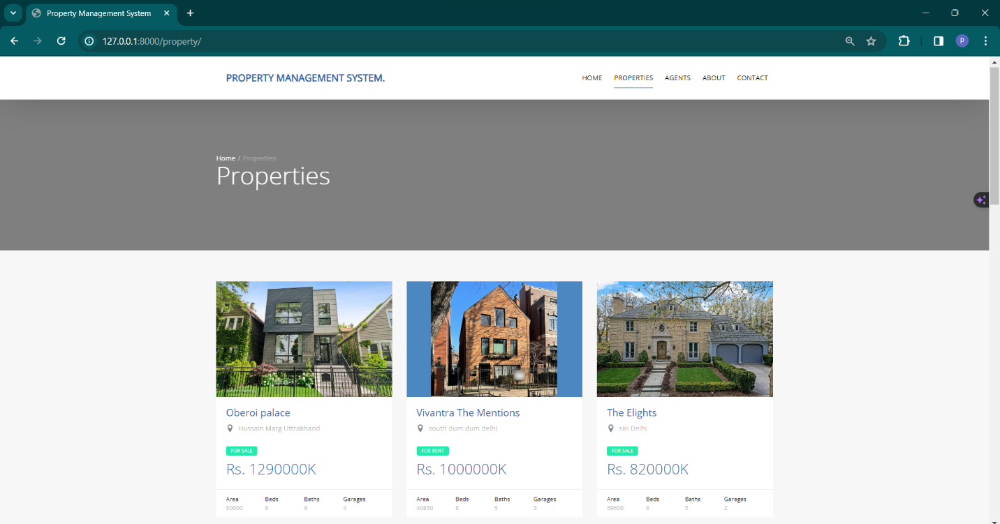 Property Management System
127.0.0.1:8000/property/
P
PROPERTY MANAGEMENT SYSTEM.
HOME PROPERTIES AGENTS ABOUT CONTACT
Home / Properties
Properties
Oberoi palace
Hussain Marg Uttrakhand
FOR SALE
Rs. 1290000K
Area Beds Baths Garages
50000 8 6 4
Vivantra The Mentions
south dum dum delhi
FOR RENT
Rs. 1000000K
Area Beds Baths Garages
40850 8 5 3
The Elights
siri Delhi
FOR SALE
Rs. 820000K
Area Beds Baths Garages
59600 6 5 2